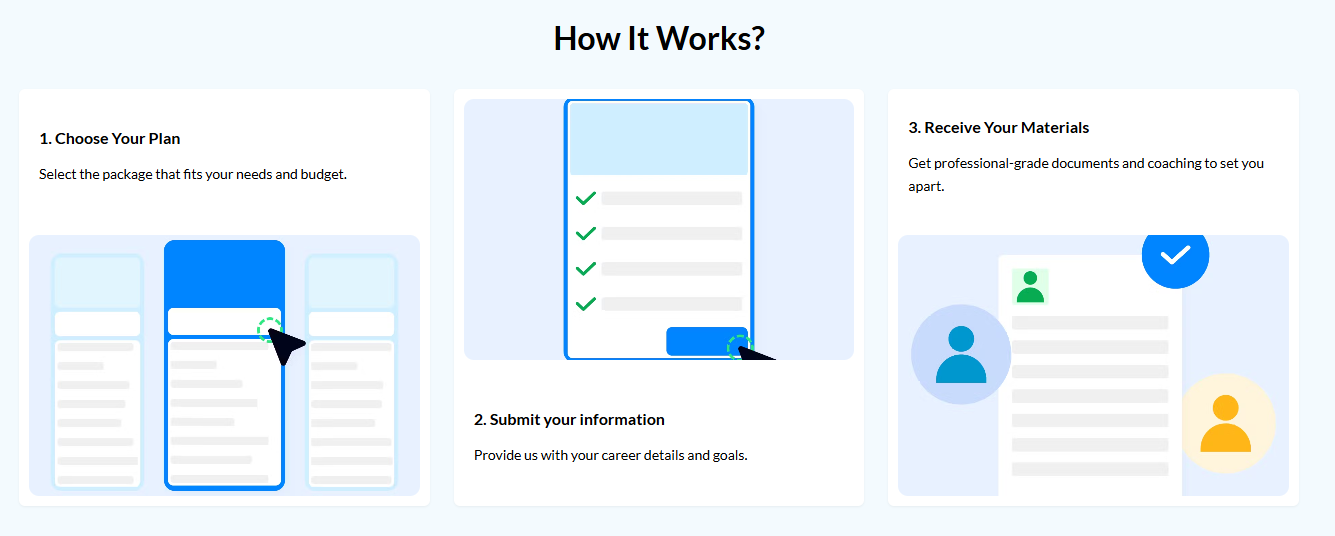 How It Works?
1. Choose Your Plan
Select the package that fits your needs and budget.
2. Submit your information
Provide us with your career details and goals.
3. Receive Your Materials
Get professional-grade documents and coaching to set you
apart.